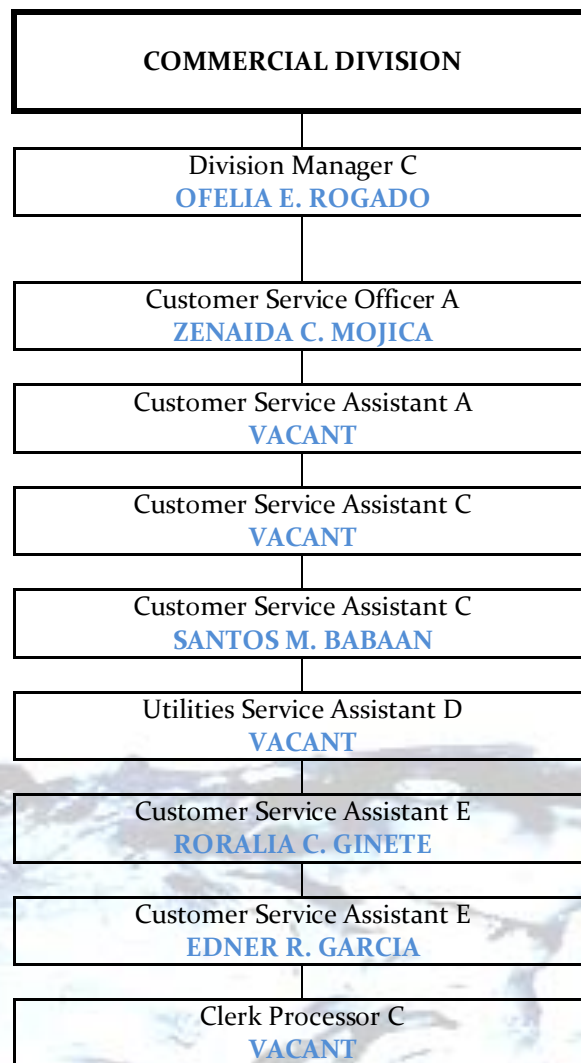 COMMERCIAL DIVISION
Division Manager C
OFELIA E. ROGADO
Customer Service Officer A
ZENAIDA C. MOJICA
Customer Service Assistant A
VACANT
Customer Service Assistant C
VACANT
Customer Service Assistant C
SANTOS M. BABAAN
Utilities Service Assistant D
VACANT
Customer Service Assistant E
RORALIA C. GINETE
Customer Service Assistant E
EDNER R. GARCIA
Clerk Processor C
VACANT